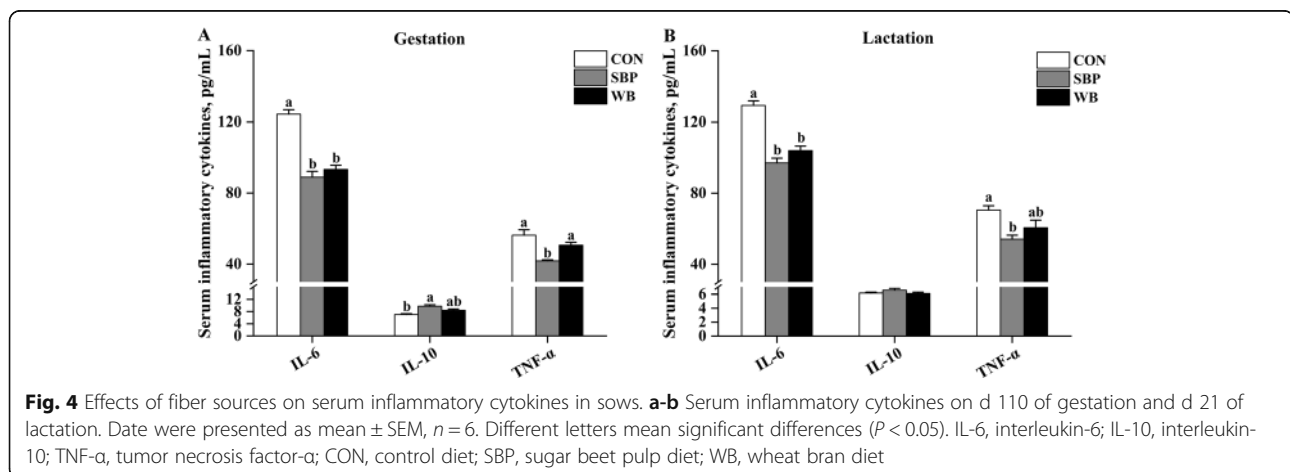 A Gestation
B Lactation
Serum inflammatory cytokines, pg/mL
160
120
80
40
12
8
4
0
CON
SBP
WB
a b b
b a ab
a b a
IL-6 IL-10 TNF-α
Serum inflammatory cytokines, pg/mL
160
120
80
40
6
4
2
0
CON
SBP
WB
a b b
a b ab
IL-6 IL-10 TNF-α
Fig. 4 Effects of fiber sources on serum inflammatory cytokines in sows. a-b Serum inflammatory cytokines on d 110 of gestation and d 21 of
lactation. Date were presented as mean ± SEM, n = 6. Different letters mean significant differences (P < 0.05). IL-6, interleukin-6; IL-10, interleukin-
10; TNF-α, tumor necrosis factor-α; CON, control diet; SBP, sugar beet pulp diet; WB, wheat bran diet